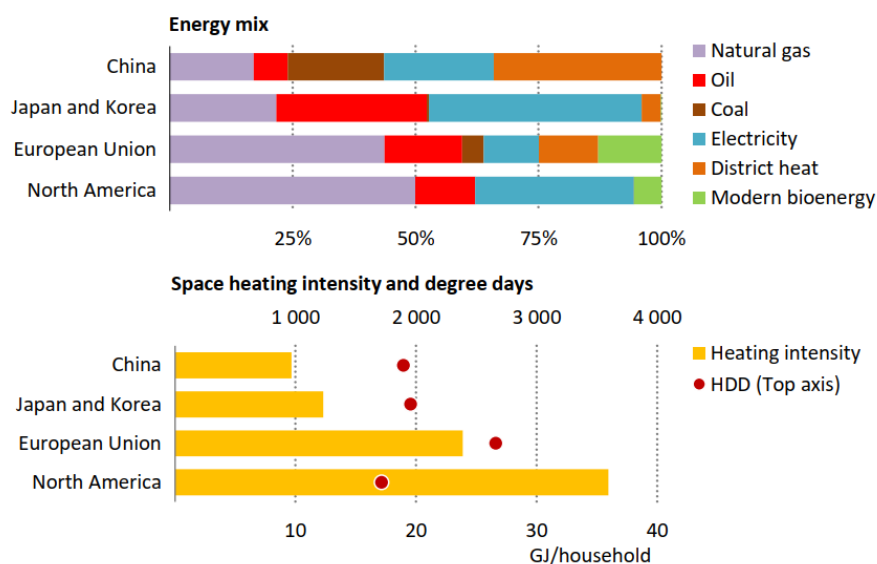 Energy mix
China
Japan and Korea
European Union
North America
25% 50% 75% 100%
Natural gas
Oil
Coal
Electricity
District heat
Modern bioenergy
Space heating intensity and degree days
1 000 2 000 3 000 4 000
China
Japan and Korea
European Union
North America
10 20 30 40
GJ/household
Heating intensity
HDD (Top axis)